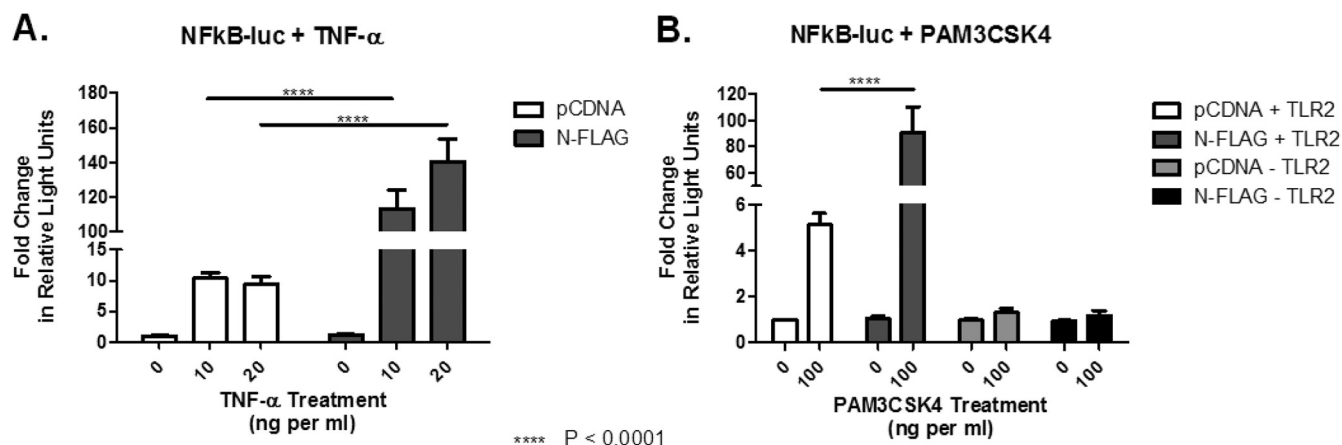 A.
NFkB-luc + TNF-α
Fold Change
in Relative Light Units
180
160
140
120
100
15
10
5
0
0
10
20
0
10
20
****
****
TNF-α Treatment
(ng per ml)
pCDNA
N-FLAG
**** P < 0.0001
B.
NFkB-luc + PAM3CSK4
Fold Change
in Relative Light Units
120
100
80
60
6
4
2
0
0
100
0
100
0
100
0
100
****
PAM3CSK4 Treatment
(ng per ml)
pCDNA + TLR2
N-FLAG + TLR2
pCDNA - TLR2
N-FLAG - TLR2